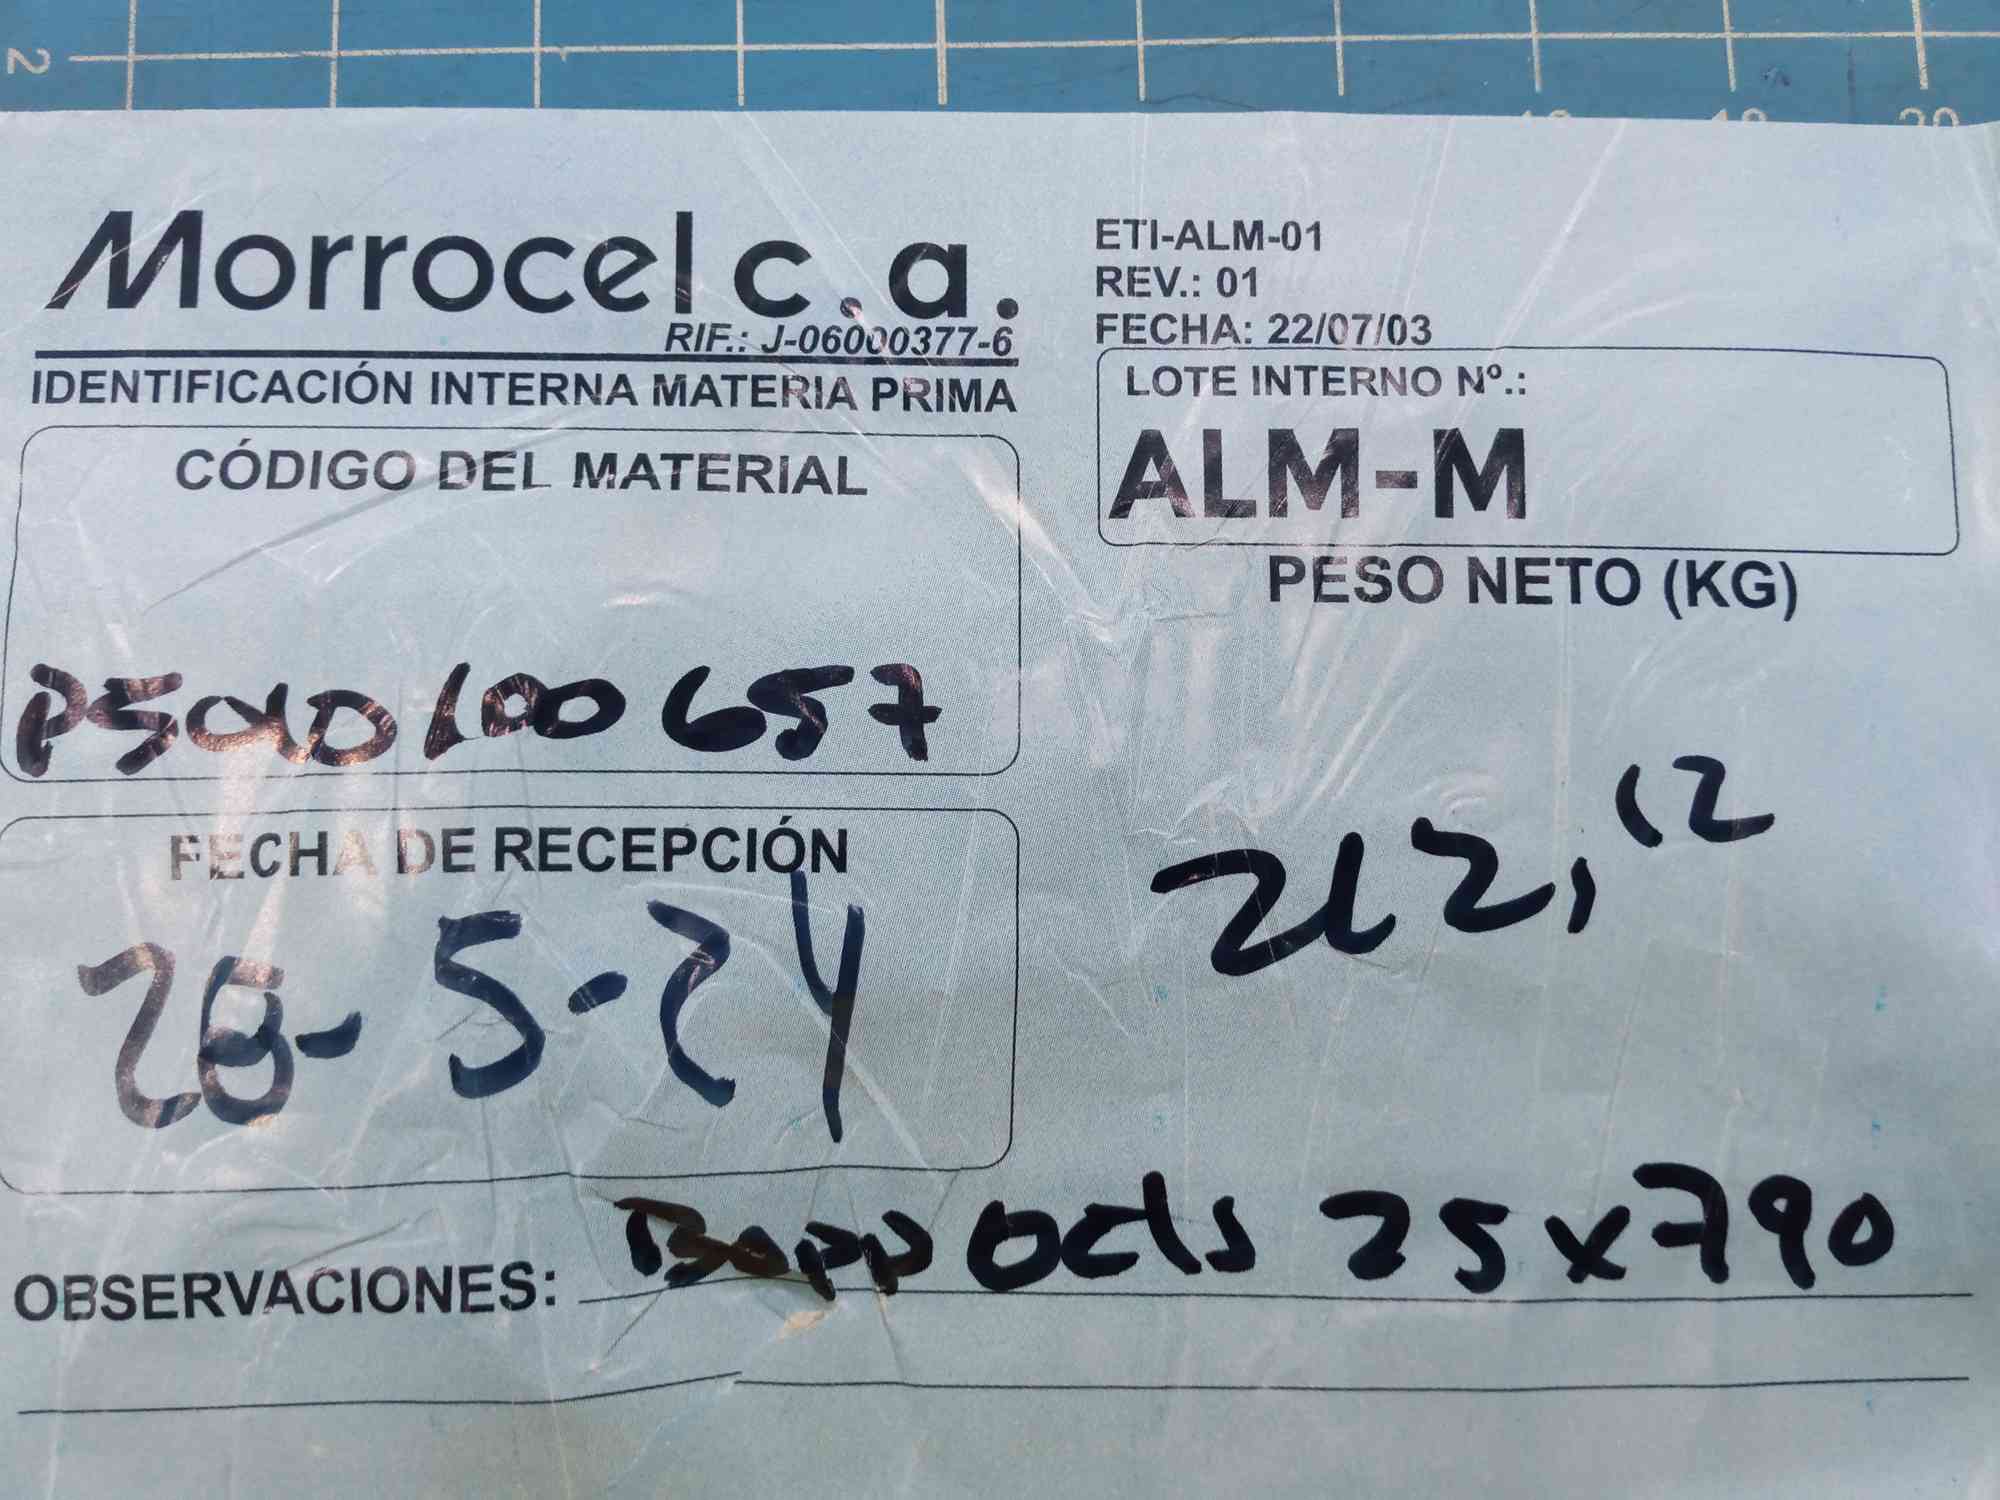 2
18
19
20
Morrocel c.a.
RIF.: J-06000377-6
IDENTIFICACIÓN INTERNA MATERIA PRIMA
ETI-ALM-01
REV.: 01
FECHA: 22/07/03
LOTE INTERNO Nº.:
ALM-M
CÓDIGO DEL MATERIAL
P5010100657
PESO NETO (KG)
212,12
FECHA DE RECEPCIÓN
28-5-24
OBSERVACIONES: 25x790